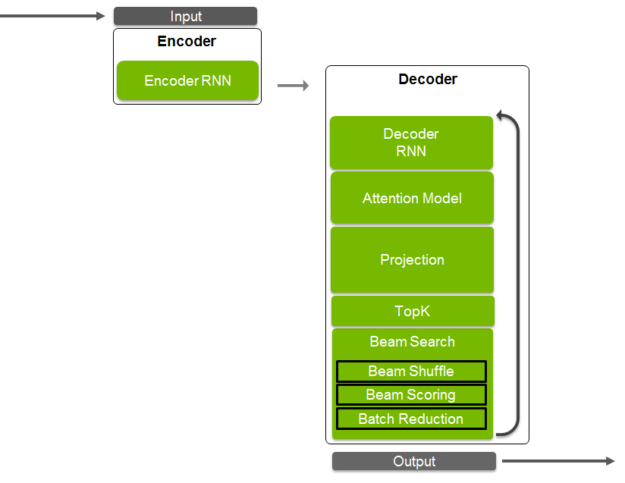 Input
Encoder
Encoder RNN
Decoder
Decoder
RNN
Attention Model
Projection
TopK
Beam Search
Beam Shuffle
Beam Scoring
Batch Reduction
Output